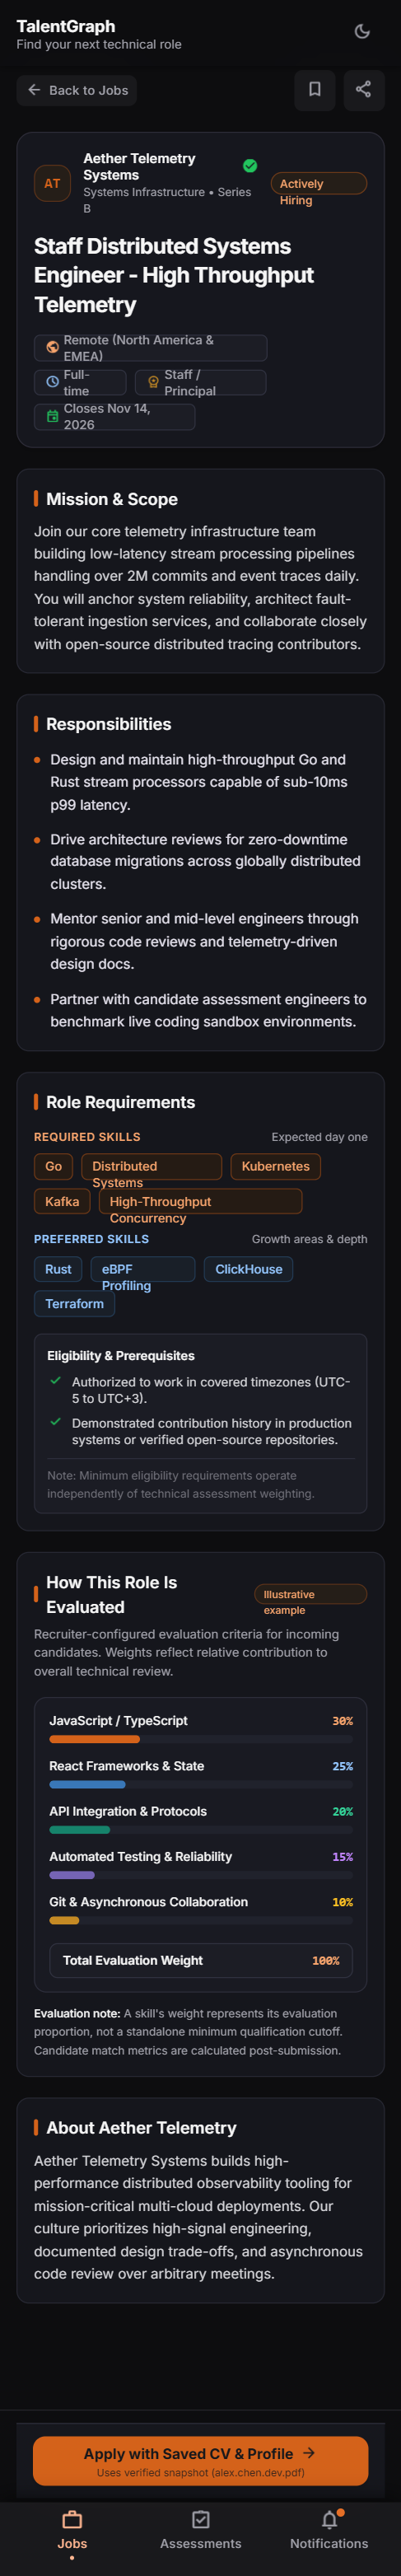 TalentGraph
Find your next technical role
Back to Jobs
AT
Aether Telemetry
Systems
Systems Infrastructure • Series
B
Actively
Hiring
Staff Distributed Systems
Engineer - High Throughput
Telemetry
Remote (North America &
EMEA)
Full-
time
Staff /
Principal
Closes Nov 14,
2026
Mission & Scope
Join our core telemetry infrastructure team
building low-latency stream processing pipelines
handling over 2M commits and event traces daily.
You will anchor system reliability, architect fault-
tolerant ingestion services, and collaborate closely
with open-source distributed tracing contributors.
Responsibilities
Design and maintain high-throughput Go and
Rust stream processors capable of sub-10ms
p99 latency.
Drive architecture reviews for zero-downtime
database migrations across globally distributed
clusters.
Mentor senior and mid-level engineers through
rigorous code reviews and telemetry-driven
design docs.
Partner with candidate assessment engineers to
benchmark live coding sandbox environments.
Role Requirements
REQUIRED SKILLS
Expected day one
Go
Distributed
Systems
Kubernetes
Kafka
High-Throughput
Concurrency
PREFERRED SKILLS
Growth areas & depth
Rust
eBPF
Profiling
ClickHouse
Terraform
Eligibility & Prerequisites
Authorized to work in covered timezones (UTC-
5 to UTC+3).
Demonstrated contribution history in production
systems or verified open-source repositories.
Note: Minimum eligibility requirements operate
independently of technical assessment weighting.
How This Role Is
Evaluated
Illustrative
example
Recruiter-configured evaluation criteria for incoming
candidates. Weights reflect relative contribution to
overall technical review.
JavaScript / TypeScript 30%
React Frameworks & State 25%
API Integration & Protocols 20%
Automated Testing & Reliability 15%
Git & Asynchronous Collaboration 10%
Total Evaluation Weight 100%
Evaluation note: A skill's weight represents its evaluation
proportion, not a standalone minimum qualification cutoff.
Candidate match metrics are calculated post-submission.
About Aether Telemetry
Aether Telemetry Systems builds high-
performance distributed observability tooling for
mission-critical multi-cloud deployments. Our
culture prioritizes high-signal engineering,
documented design trade-offs, and asynchronous
code review over arbitrary meetings.
Apply with Saved CV & Profile
Uses verified snapshot (alex.chen.dev.pdf)
Jobs
Assessments
Notifications